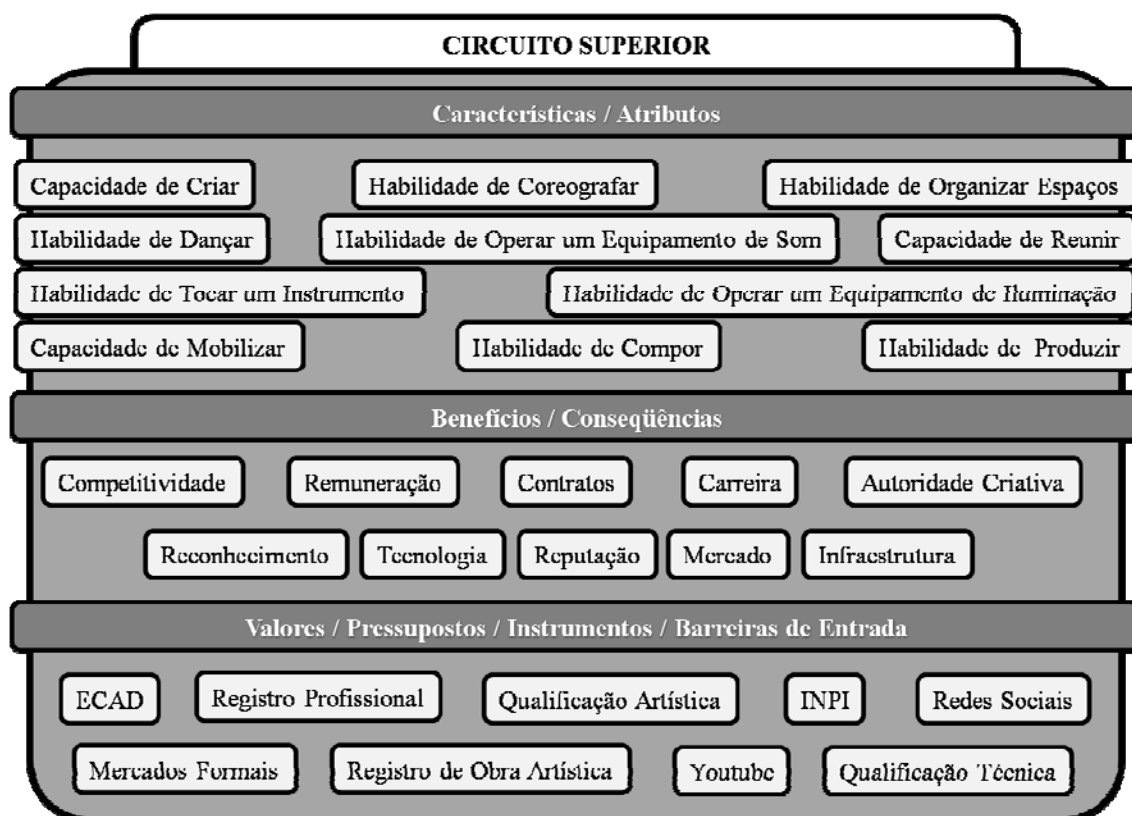 CIRCUITO SUPERIOR
Características / Atributos
Capacidade de Criar
Habilidade de Coreografar
Habilidade de Organizar Espaços
Habilidade de Dançar
Habilidade de Operar um Equipamento de Som
Capacidade de Reunir
Habilidade de Tocar um Instrumento
Habilidade de Operar um Equipamento de Iluminação
Capacidade de Mobilizar
Habilidade de Compor
Habilidade de Produzir
Benefícios / Conseqüências
Competitividade
Remuneração
Contratos
Carreira
Autoridade Criativa
Reconhecimento
Tecnologia
Reputação
Mercado
Infraestrutura
Valores / Pressupostos / Instrumentos / Barreiras de Entrada
ECAD
Registro Profissional
Qualificação Artística
INPI
Redes Sociais
Mercados Formais
Registro de Obra Artística
Youtube
Qualificação Técnica